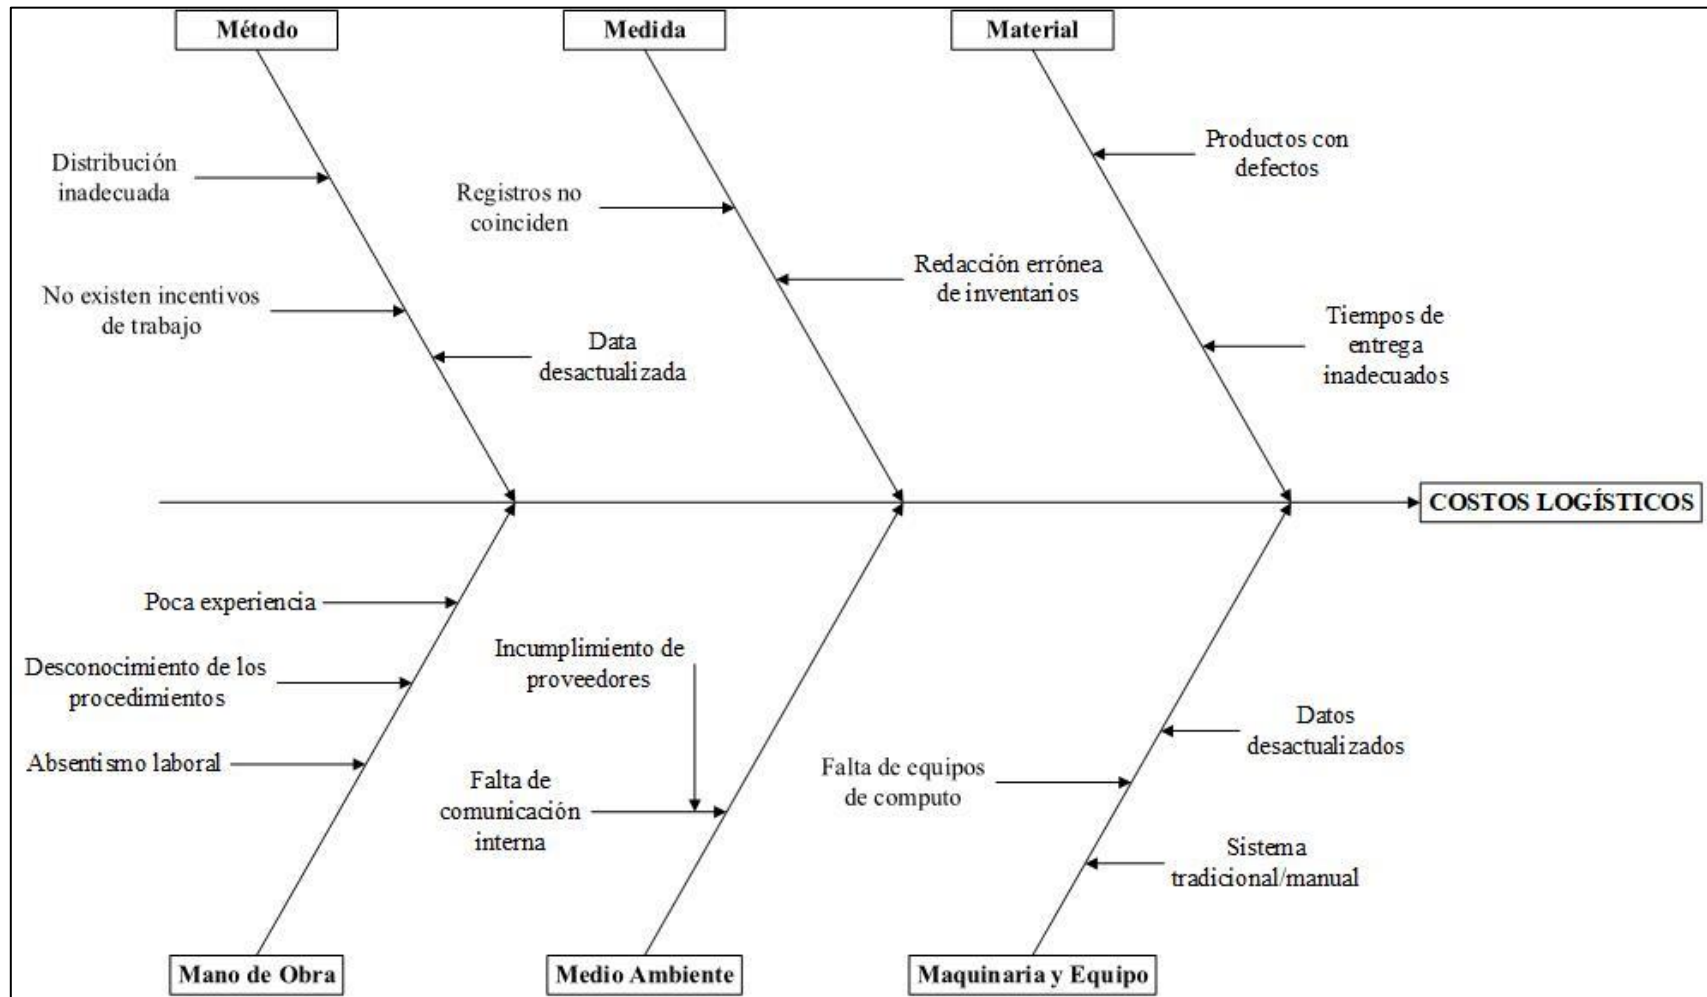 Método
Medida
Material
Distribución
inadecuada
No existen incentivos
de trabajo
Data
desactualizada
Registros no
coinciden
Redacción errónea
de inventarios
Productos con
defectos
Tiempos de
entrega
inadecuados
COSTOS LOGÍSTICOS
Poca experiencia
Desconocimiento de los
procedimientos
Absentismo laboral
Incumplimiento de
proveedores
Falta de
comunicación
interna
Falta de equipos
de computo
Datos
desactualizados
Sistema
tradicional/manual
Mano de Obra
Medio Ambiente
Maquinaria y Equipo